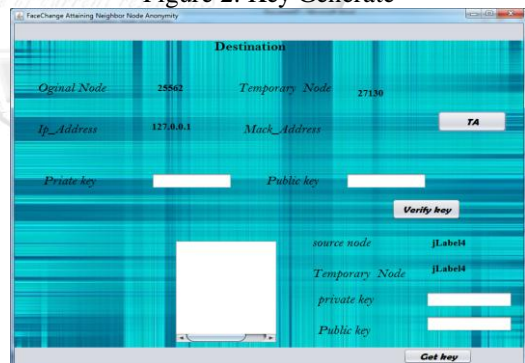 Figure 2: Key Generate
FaceChange Attaining Neighbor Node Anonymity
Destination
Oginal Node 25562 Temporary Node 27130
Ip_Address 127.0.0.1 Mack_Address TA
Priate key Public key
Verify key
source node jLabel4
Temporary Node jLabel4
private key
Public key
Get key